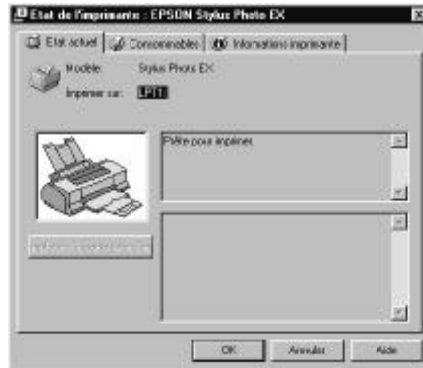 Etat de l'imprimante : EPSON Stylus Photo EX
Etat actuel Consommables Informations imprimante
Modèle: Stylus Photo EX
Imprimer sur: LPT1:
Prête pour imprimer.
OK Annuler Aide